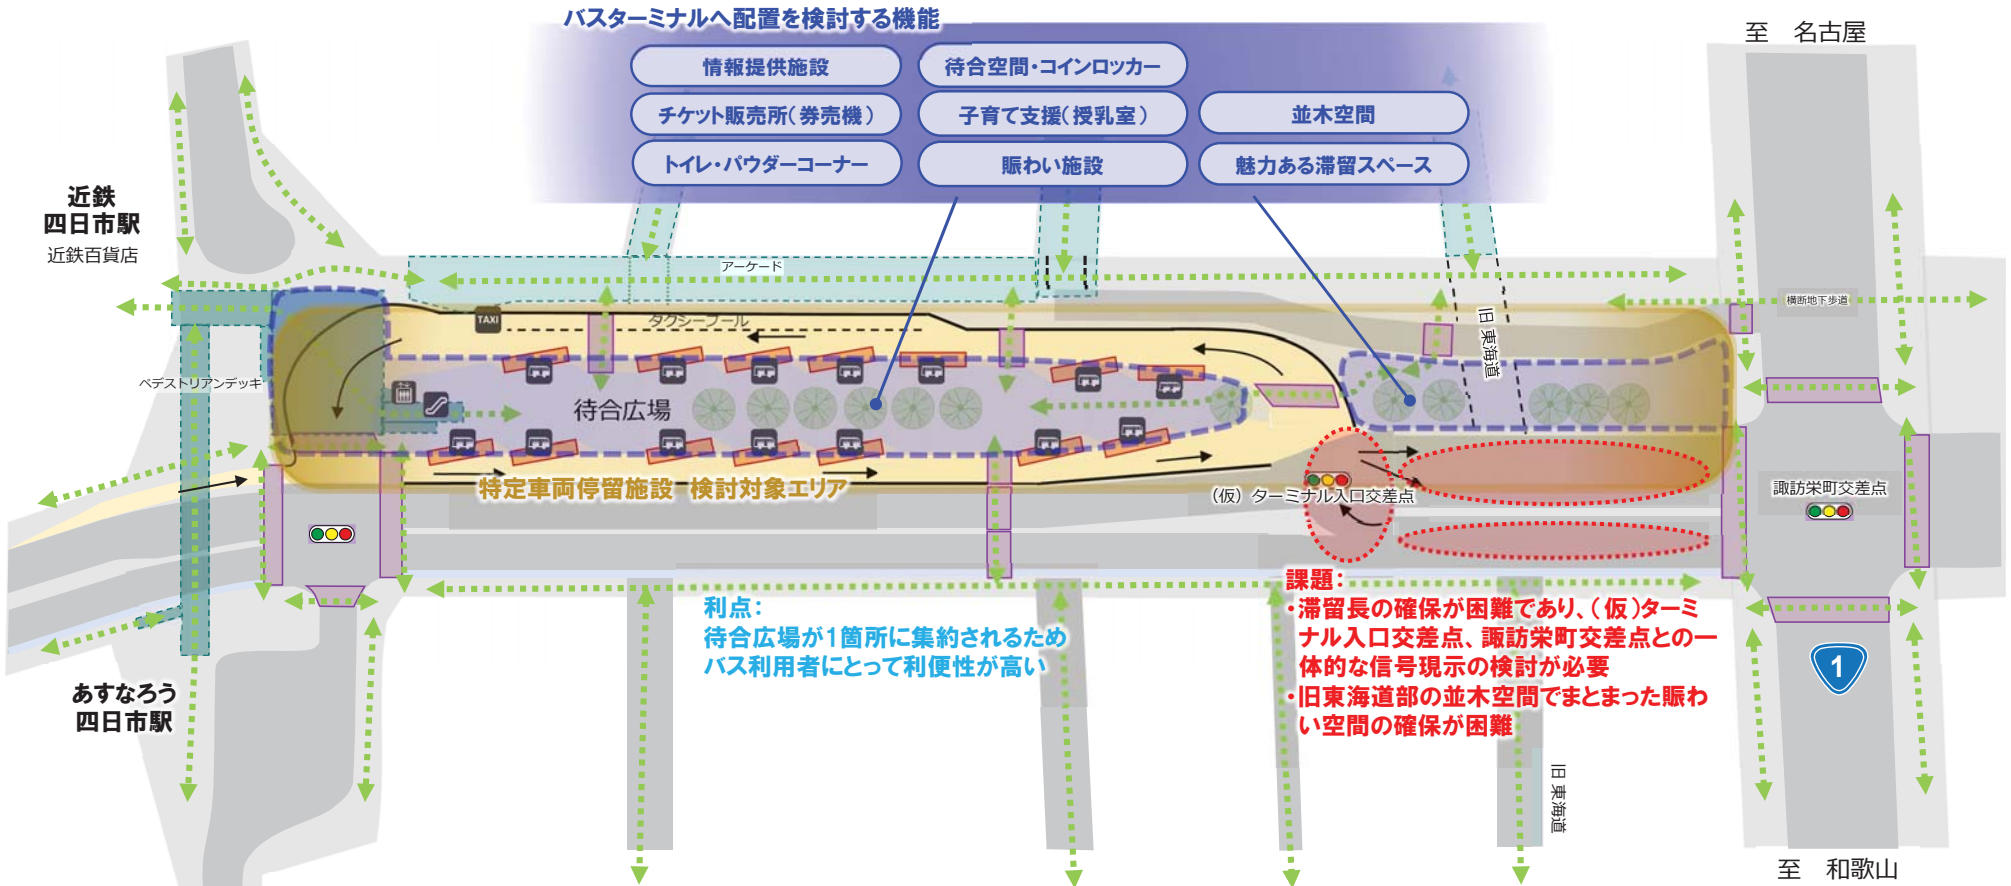 バスターミナルへ配置を検討する機能
情報提供施設
待合空間・コインロッカー
チケット販売所(券売機)
子育て支援(授乳室)
並木空間
トイレ・パウダーコーナー
賑わい施設
魅力ある滞留スペース
至 名古屋
近鉄
四日市駅
近鉄百貨店
アーケード
横断地下歩道
TAXI
タクシープール
旧東海道
ペデストリアンデッキ
待合広場
特定車両停留施設 検討対象エリア
(仮)ターミナル入口交差点
諏訪栄町交差点
利点:
待合広場が1箇所に集約されるため
バス利用者にとって利便性が高い
課題:
・滞留長の確保が困難であり、(仮)ターミ
ナル入口交差点、諏訪栄町交差点との一
体的な信号現示の検討が必要
・旧東海道部の並木空間でまとまった賑わ
い空間の確保が困難
1
あすなろう
四日市駅
旧東海道
至 和歌山